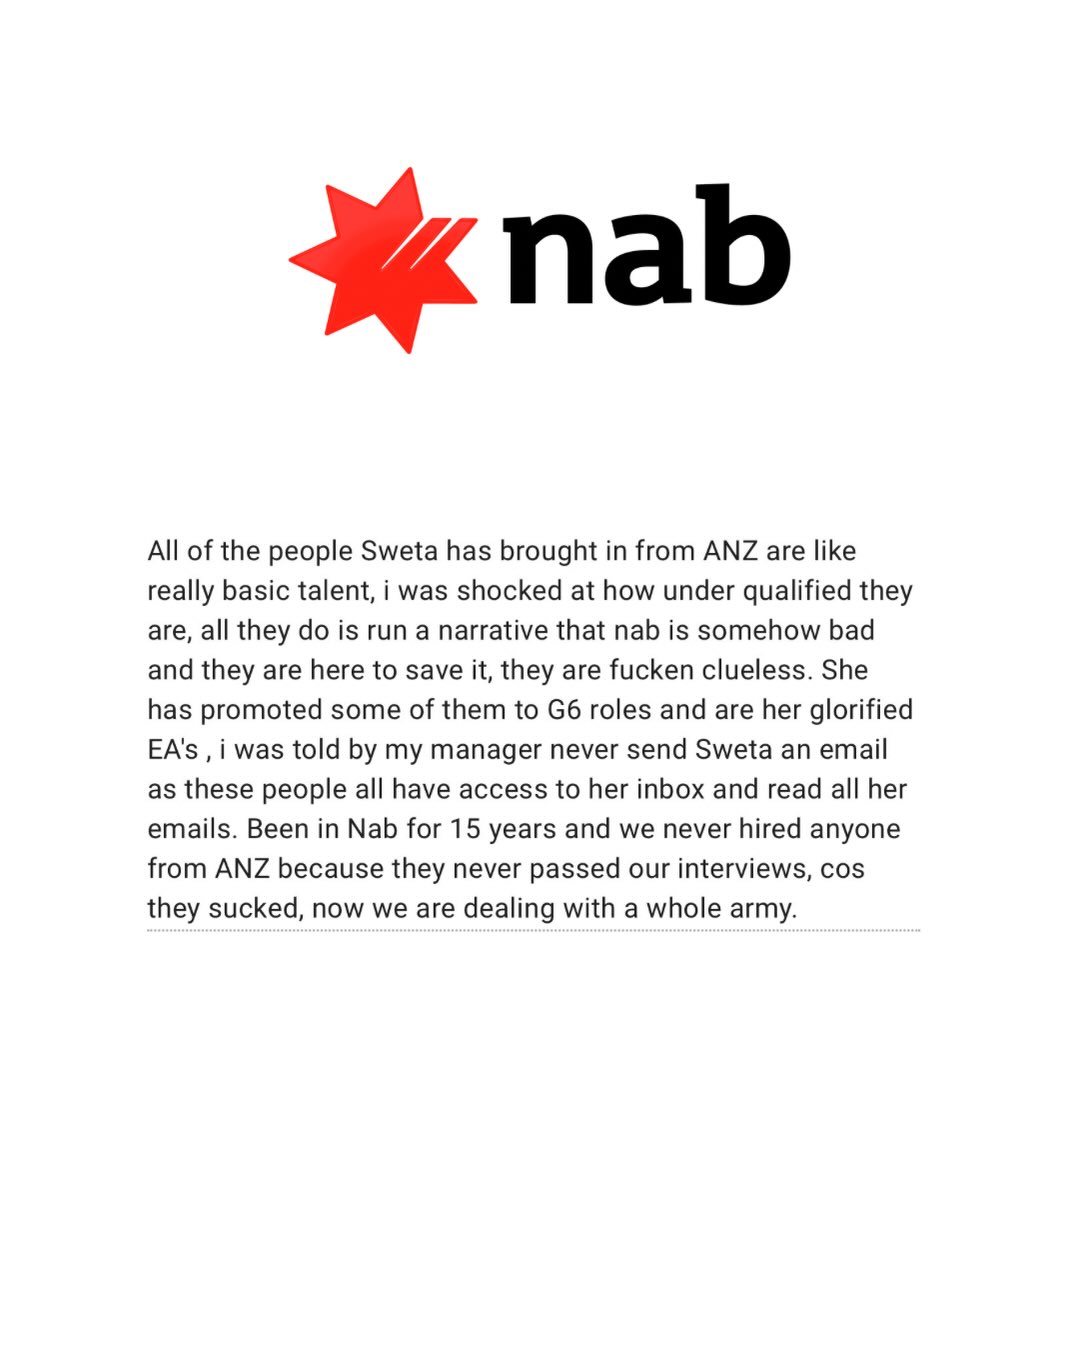 nab
All of the people Sweta has brought in from ANZ are like
really basic talent, i was shocked at how under qualified they
are, all they do is run a narrative that nab is somehow bad
and they are here to save it, they are fucken clueless. She
has promoted some of them to G6 roles and are her glorified
EA's , i was told by my manager never send Sweta an email
as these people all have access to her inbox and read all her
emails. Been in Nab for 15 years and we never hired anyone
from ANZ because they never passed our interviews, cos
they sucked, now we are dealing with a whole army.